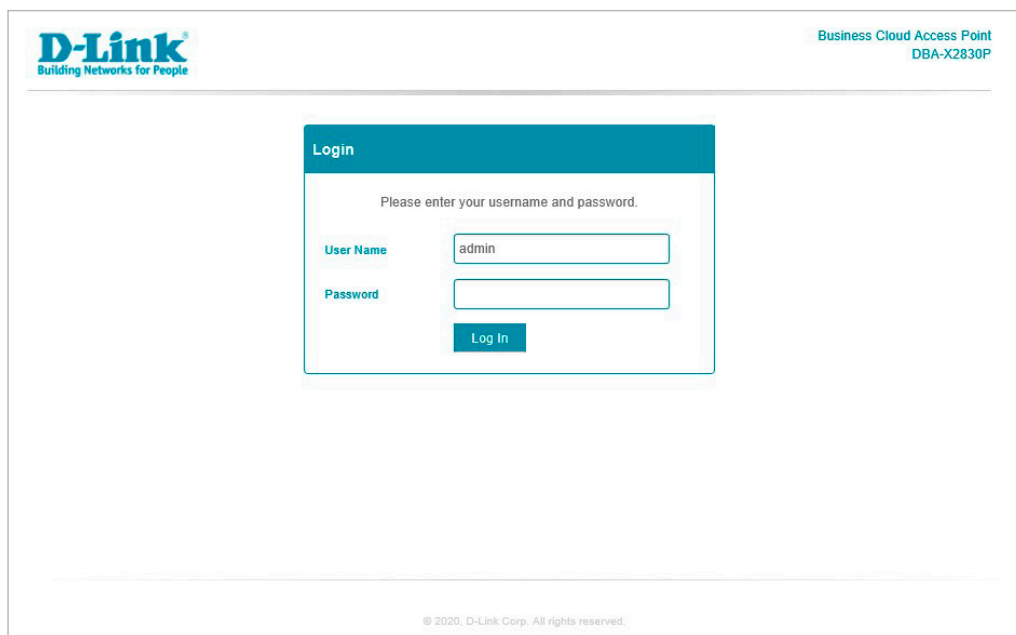 D-Link
Building Networks for People
Business Cloud Access Point
DBA-X2830P
Login
Please enter your username and password.
User Name
admin
Password
Log In
© 2020, D-Link Corp. All rights reserved.